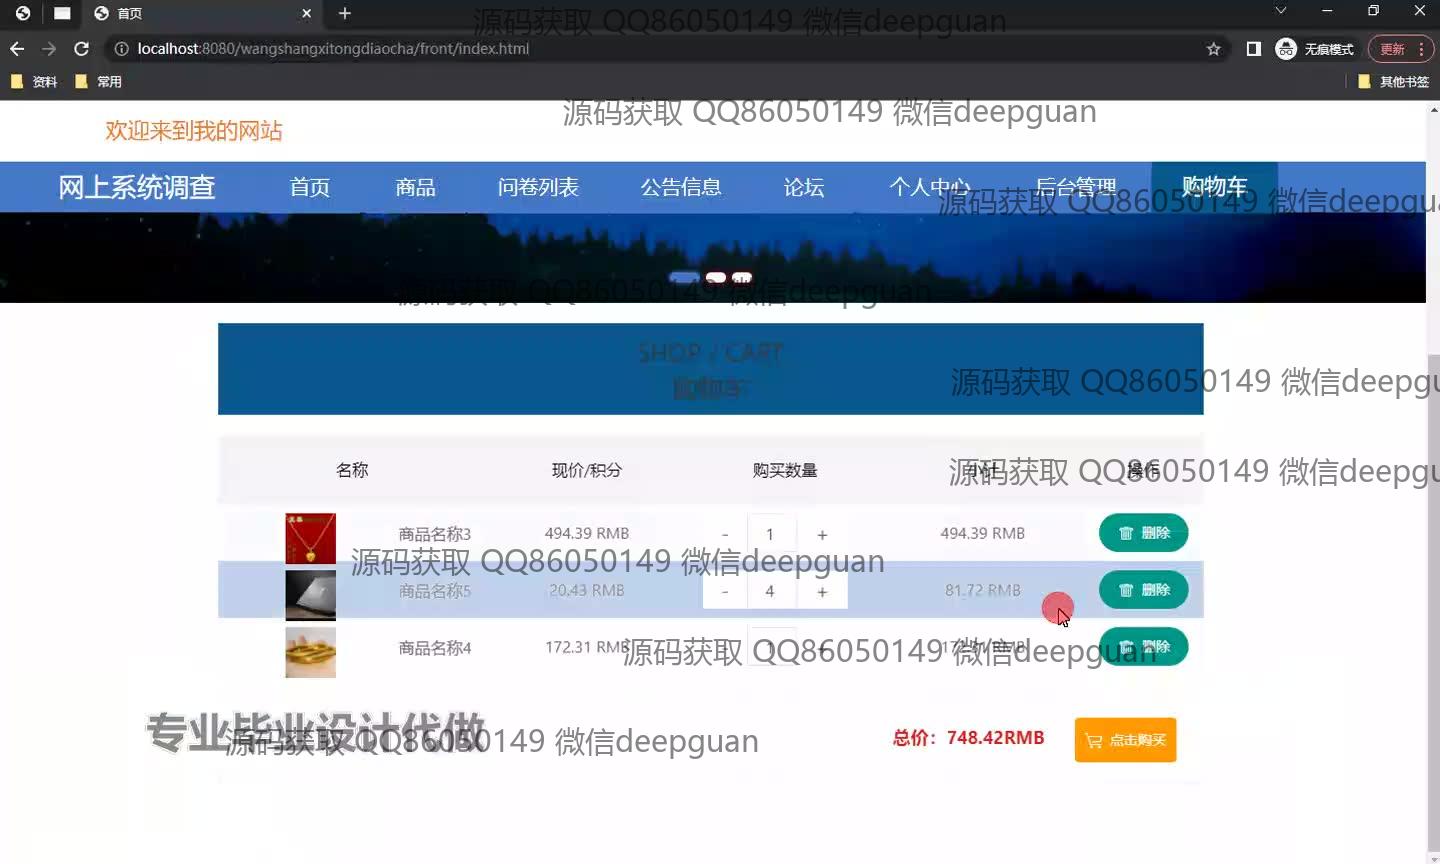 首页
localhost:8080/wangshangxitongdiaocha/front/index.html
无痕模式
更新
资料
常用
其他书签
源码获取 QQ86050149 微信deepguan
源码获取 QQ86050149 微信deepguan
欢迎来到我的网站
网上系统调查
首页
商品
问卷列表
公告信息
论坛
个人中心
后台管理
购物车
源码获取 QQ86050149 微信deepgua
源码获取 QQ86050149 微信deepguan
SHOP / CART
购物车
源码获取 QQ86050149 微信deepgu
名称
现价/积分
购买数量
小计
操作
源码获取 QQ86050149 微信deepgu
商品名称3
494.39 RMB
- 1 +
494.39 RMB
删除
源码获取 QQ86050149 微信deepguan
商品名称5
20.43 RMB
- 4 +
81.72 RMB
删除
商品名称4
172.31 RMB
删除
源码获取 QQ86050149 微信deepguan
专业毕业设计代做
源码获取 QQ86050149 微信deepguan
总价：748.42RMB
点击购买